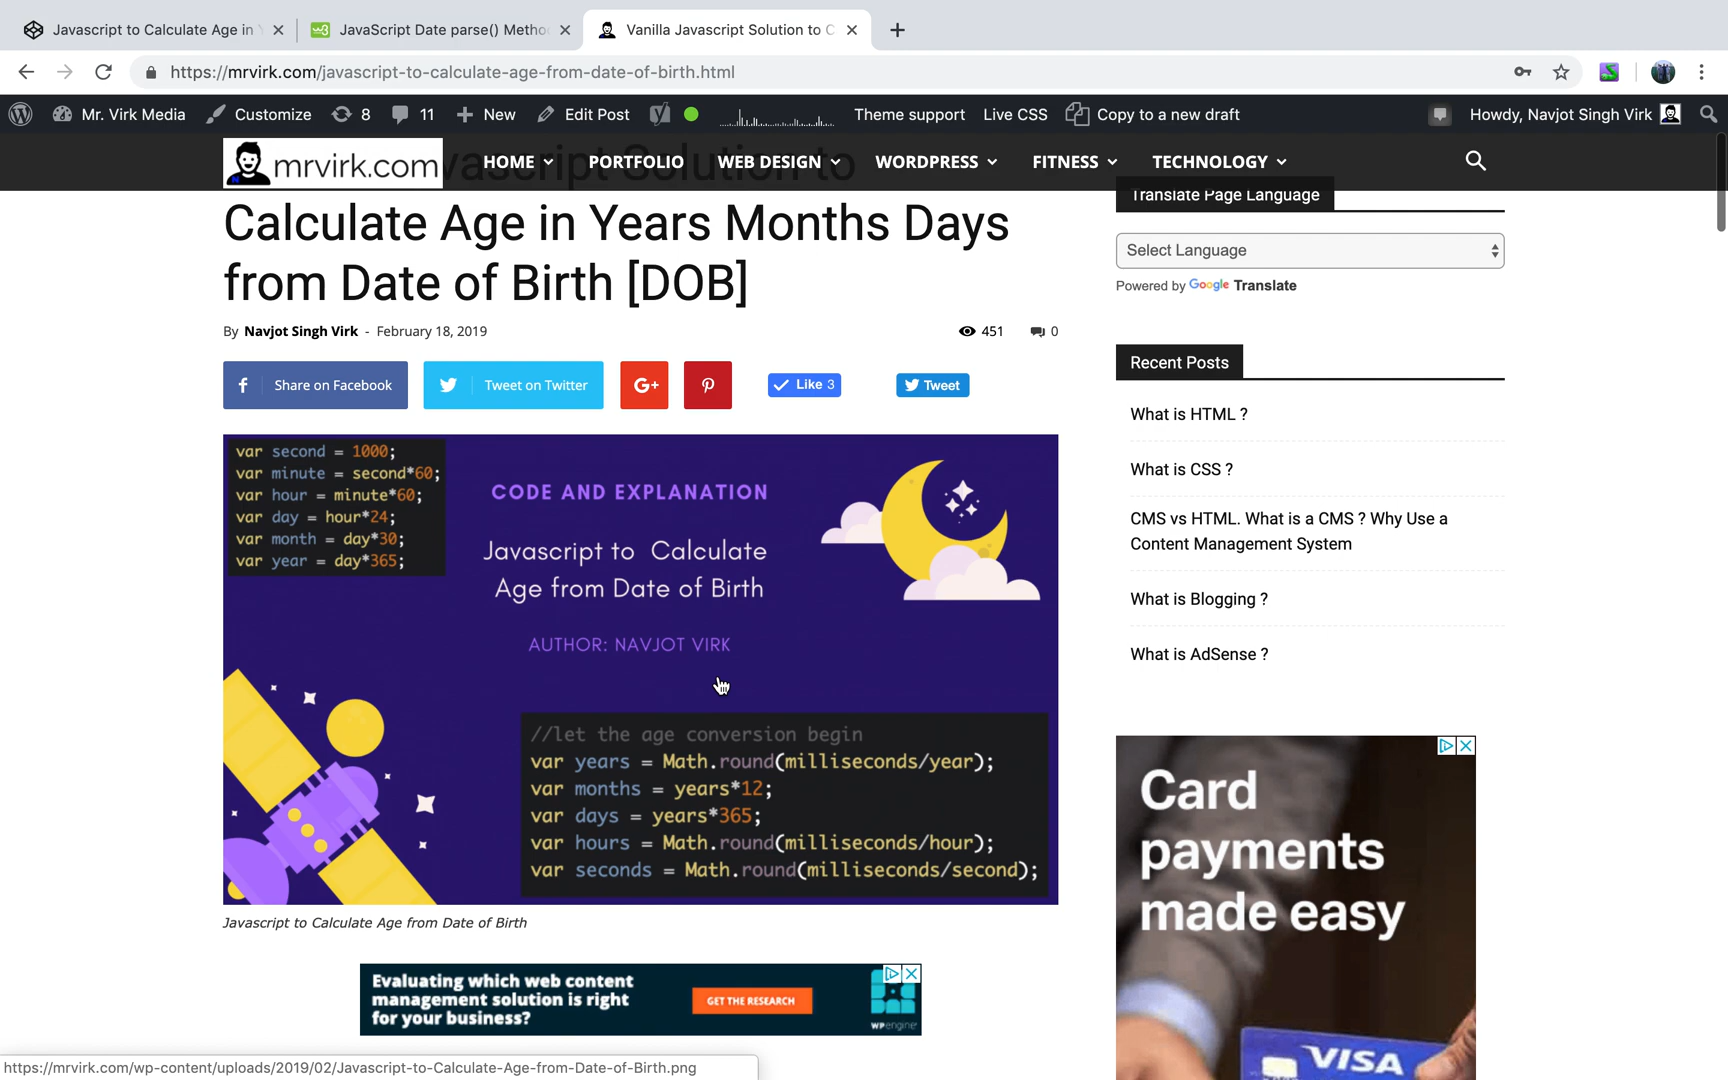 Javascript to Calculate Age in Y
JavaScript Date parse() Metho
Vanilla Javascript Solution to C
https://mrvirk.com/javascript-to-calculate-age-from-date-of-birth.html
Mr. Virk Media
Customize
8
11
New
Edit Post
Theme support
Live CSS
Copy to a new draft
Howdy, Navjot Singh Virk
mrvirk.com
HOME
PORTFOLIO
WEB DESIGN
WORDPRESS
FITNESS
TECHNOLOGY
vascript Solution to
Calculate Age in Years Months Days
from Date of Birth [DOB]
By Navjot Singh Virk - February 18, 2019
451
0
Share on Facebook
Tweet on Twitter
G+
Like 3
Tweet
var second = 1000;
var minute = second*60;
var hour = minute*60;
var day = hour*24;
var month = day*30;
var year = day*365;
CODE AND EXPLANATION
Javascript to Calculate
Age from Date of Birth
AUTHOR: NAVJOT VIRK
//let the age conversion begin
var years = Math.round(milliseconds/year);
var months = years*12;
var days = years*365;
var hours = Math.round(milliseconds/hour);
var seconds = Math.round(milliseconds/second);
Javascript to Calculate Age from Date of Birth
Evaluating which web content
management solution is right
for your business?
GET THE RESEARCH
wpengine
Translate Page Language
Select Language
Powered by Google Translate
Recent Posts
What is HTML ?
What is CSS ?
CMS vs HTML. What is a CMS ? Why Use a
Content Management System
What is Blogging ?
What is AdSense ?
Card
payments
made easy
VISA
https://mrvirk.com/wp-content/uploads/2019/02/Javascript-to-Calculate-Age-from-Date-of-Birth.png